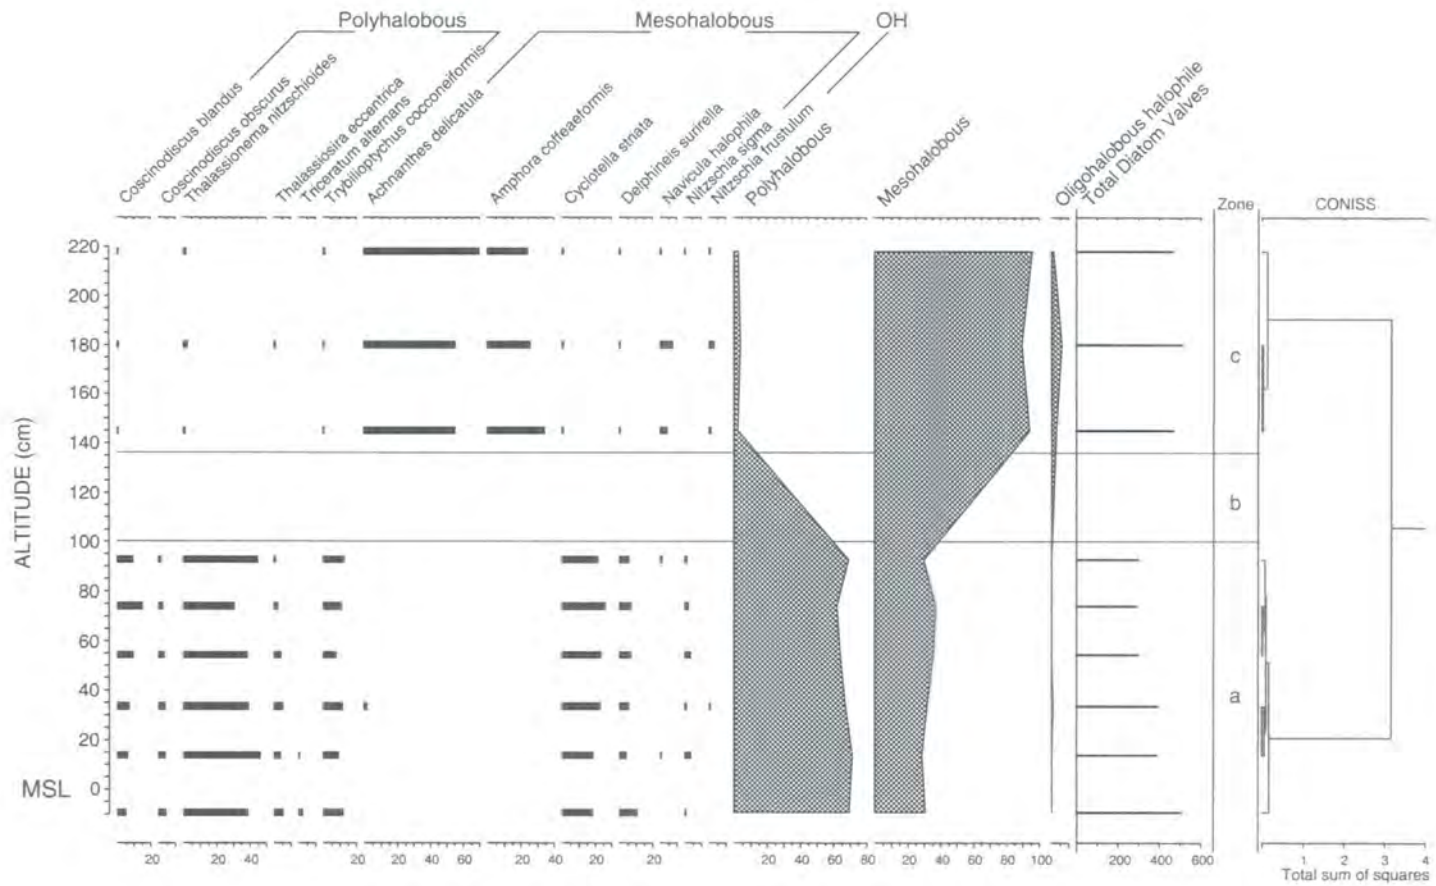 Polyhalobous
Mesohalobous
OH
Coscinodiscus blandus
Coscinodiscus obscurus
Thalassionema nitzschioides
Thalassiosira eccentrica
Triceratum alternans
Trybilioptychus cocconeiformis
Achnanthes delicatula
Amphora coffeaeformis
Cyclotella striata
Delphineis surirella
Navicula halophila
Nitzschia sigma
Nitzschia frustulum
Polyhalobous
Mesohalobous
Oligohalobous halophile
Total Diatom Valves
Zone
CONISS
ALTITUDE (cm)
220
200
180
160
140
120
100
80
60
40
20
MSL 0
c
b
a
20 20 40 20 20 40 60 20 40 20 20 20 40 60 80 20 40 60 80 100 200 400 600 1 2 3 4
Total sum of squares